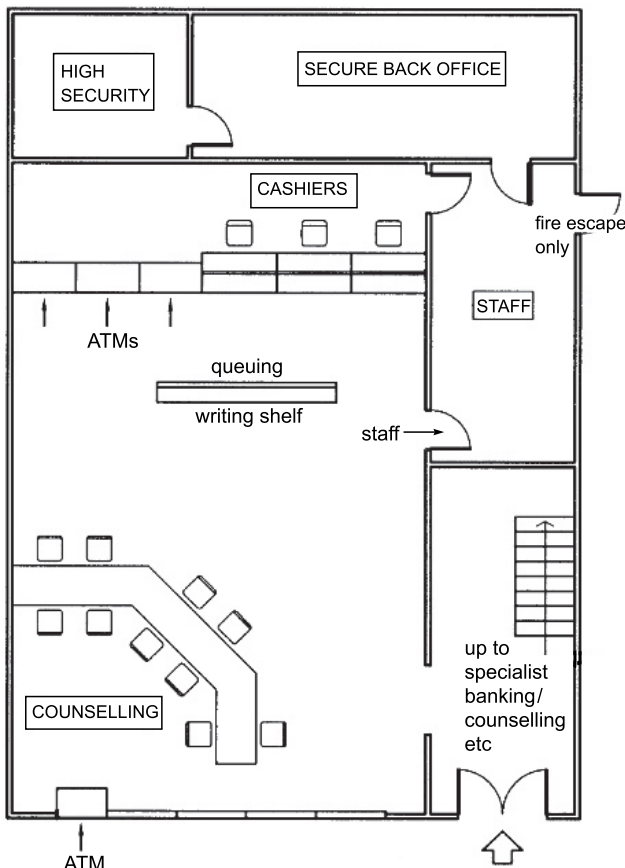 HIGH
SECURITY
SECURE BACK OFFICE
CASHIERS
fire escape
only
STAFF
ATMs
queuing
writing shelf
staff
up to
specialist
banking/
counselling
etc
COUNSELLING
ATM